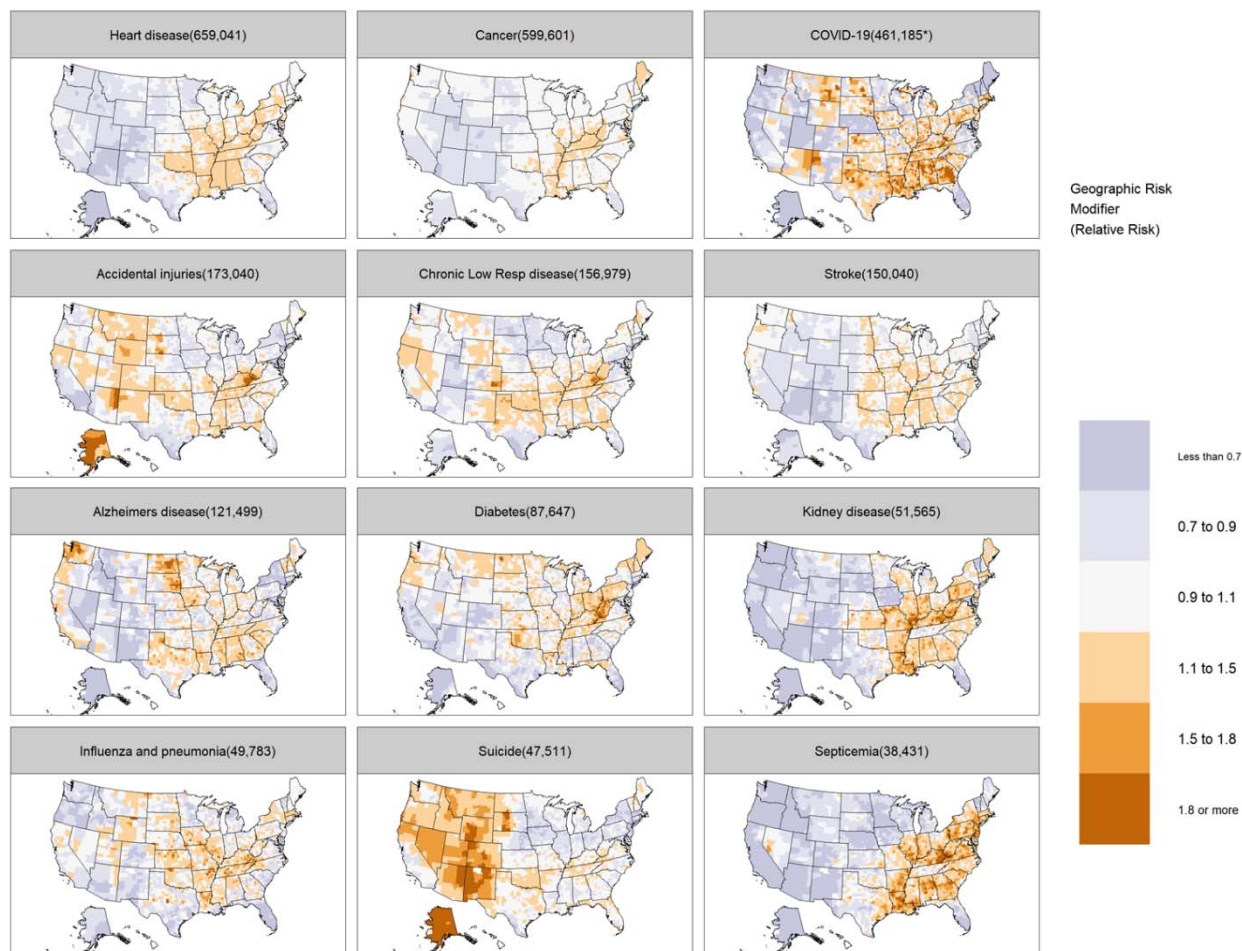 Heart disease(659,041)
Cancer(599,601)
COVID-19(461,185*)
Geographic Risk
Modifier
(Relative Risk)
Accidental injuries(173,040)
Chronic Low Resp disease(156,979)
Stroke(150,040)
Less than 0.7
0.7 to 0.9
Alzheimers disease(121,499)
Diabetes(87,647)
Kidney disease(51,565)
0.9 to 1.1
1.1 to 1.5
1.5 to 1.8
Influenza and pneumonia(49,783)
Suicide(47,511)
Septicemia(38,431)
1.8 or more